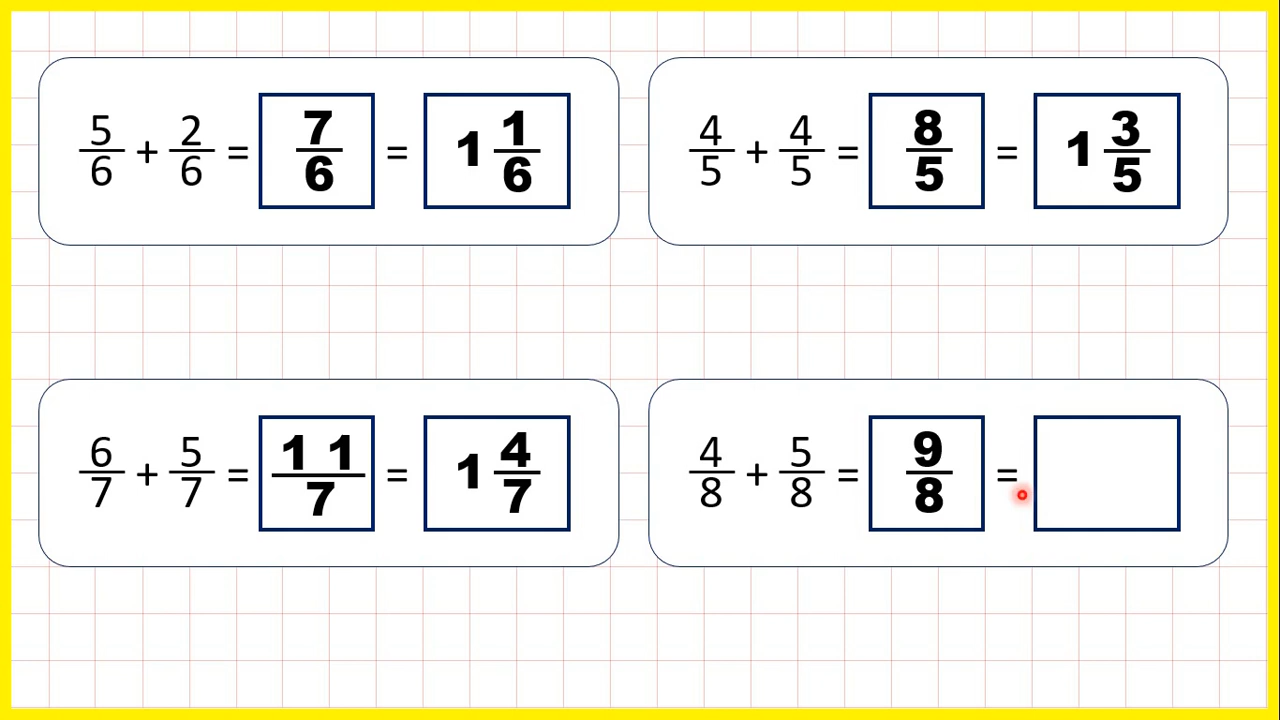 5/6 + 2/6 = 7/6 = 1 1/6
4/5 + 4/5 = 8/5 = 1 3/5
6/7 + 5/7 = 11/7 = 1 4/7
4/8 + 5/8 = 9/8 =